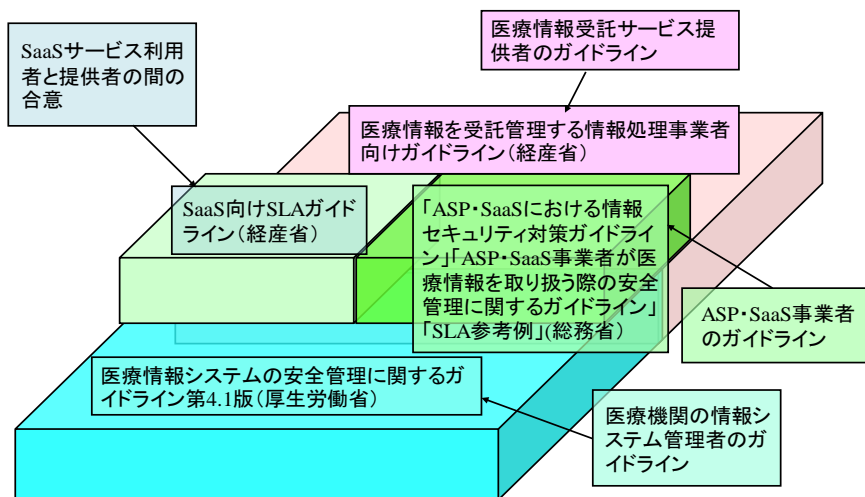 医療情報受託サービス提
供者のガイドライン
SaaSサービス利用
者と提供者の間の
合意
医療情報を受託管理する情報処理事業者
向けガイドライン（経産省）
SaaS向けSLAガイド
ライン（経産省）
「ASP・SaaSにおける情報
セキュリティ対策ガイドライ
ン」「ASP・SaaS事業者が医
療情報を取り扱う際の安全
管理に関するガイドライン」
「SLA参考例」(総務省）
ASP・SaaS事業者
のガイドライン
医療情報システムの安全管理に関するガ
イドライン第4.1版（厚生労働省）
医療機関の情報シ
ステム管理者のガ
イドライン